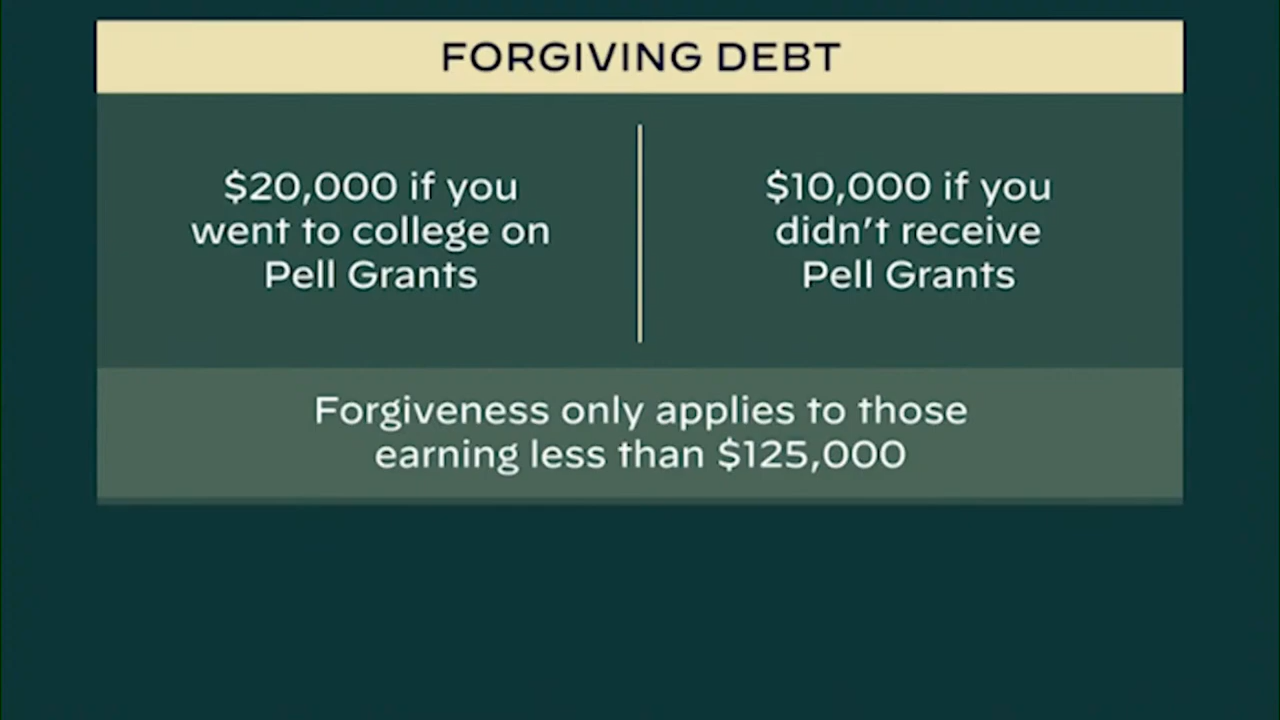 FORGIVING DEBT
$20,000 if you
went to college on
Pell Grants
$10,000 if you
didn't receive
Pell Grants
Forgiveness only applies to those
earning less than $125,000